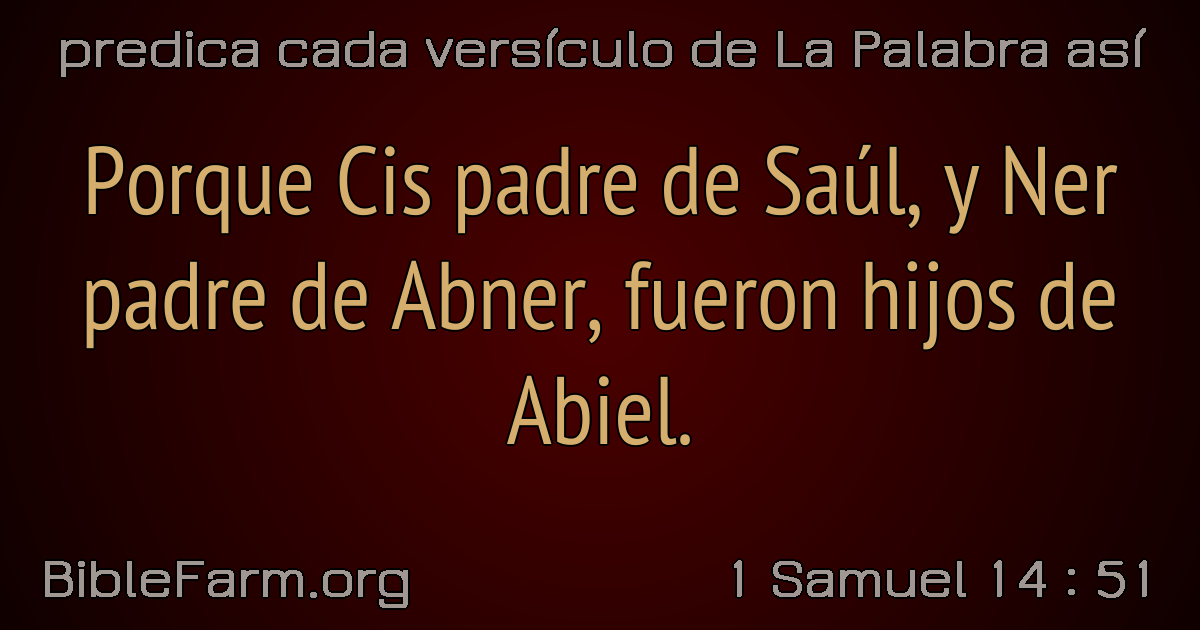 predica cada versículo de La Palabra así
Porque Cis padre de Saúl, y Ner
padre de Abner, fueron hijos de
Abiel.
BibleFarm.org
1 Samuel 14 : 51